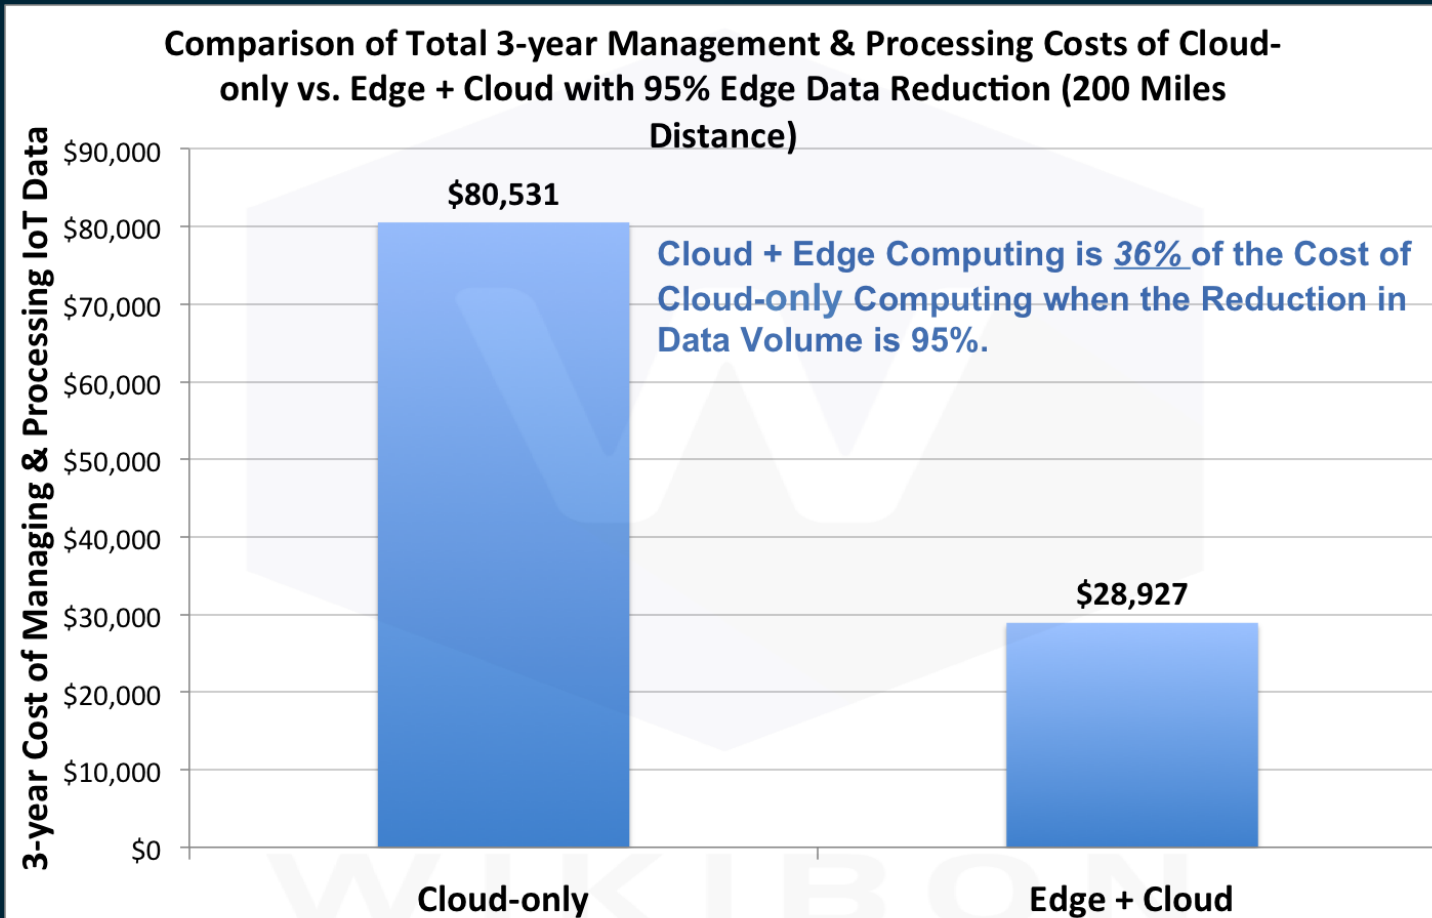 Comparison of Total 3-year Management & Processing Costs of Cloud-
only vs. Edge + Cloud with 95% Edge Data Reduction (200 Miles
Distance)
3-year Cost of Managing & Processing IoT Data
$90,000
$80,000
$70,000
$60,000
$50,000
$40,000
$30,000
$20,000
$10,000
$0
$80,531
Cloud + Edge Computing is 36% of the Cost of
Cloud-only Computing when the Reduction in
Data Volume is 95%.
$28,927
Cloud-only
Edge + Cloud
WIKIBON